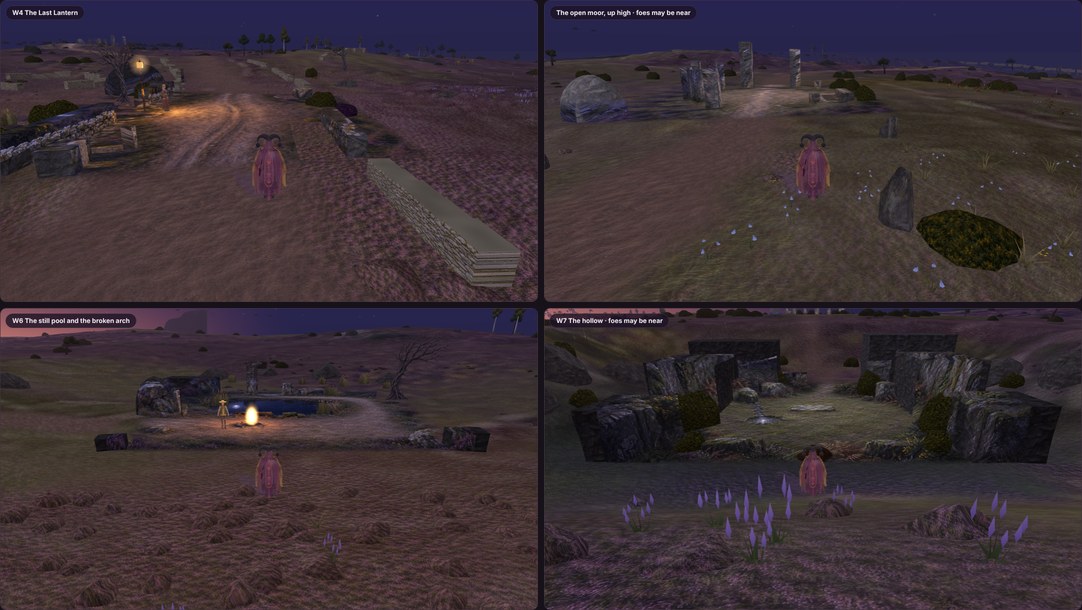 W4 The Last Lantern
The open moor, up high · foes may be near
W6 The still pool and the broken arch
W7 The hollow · foes may be near